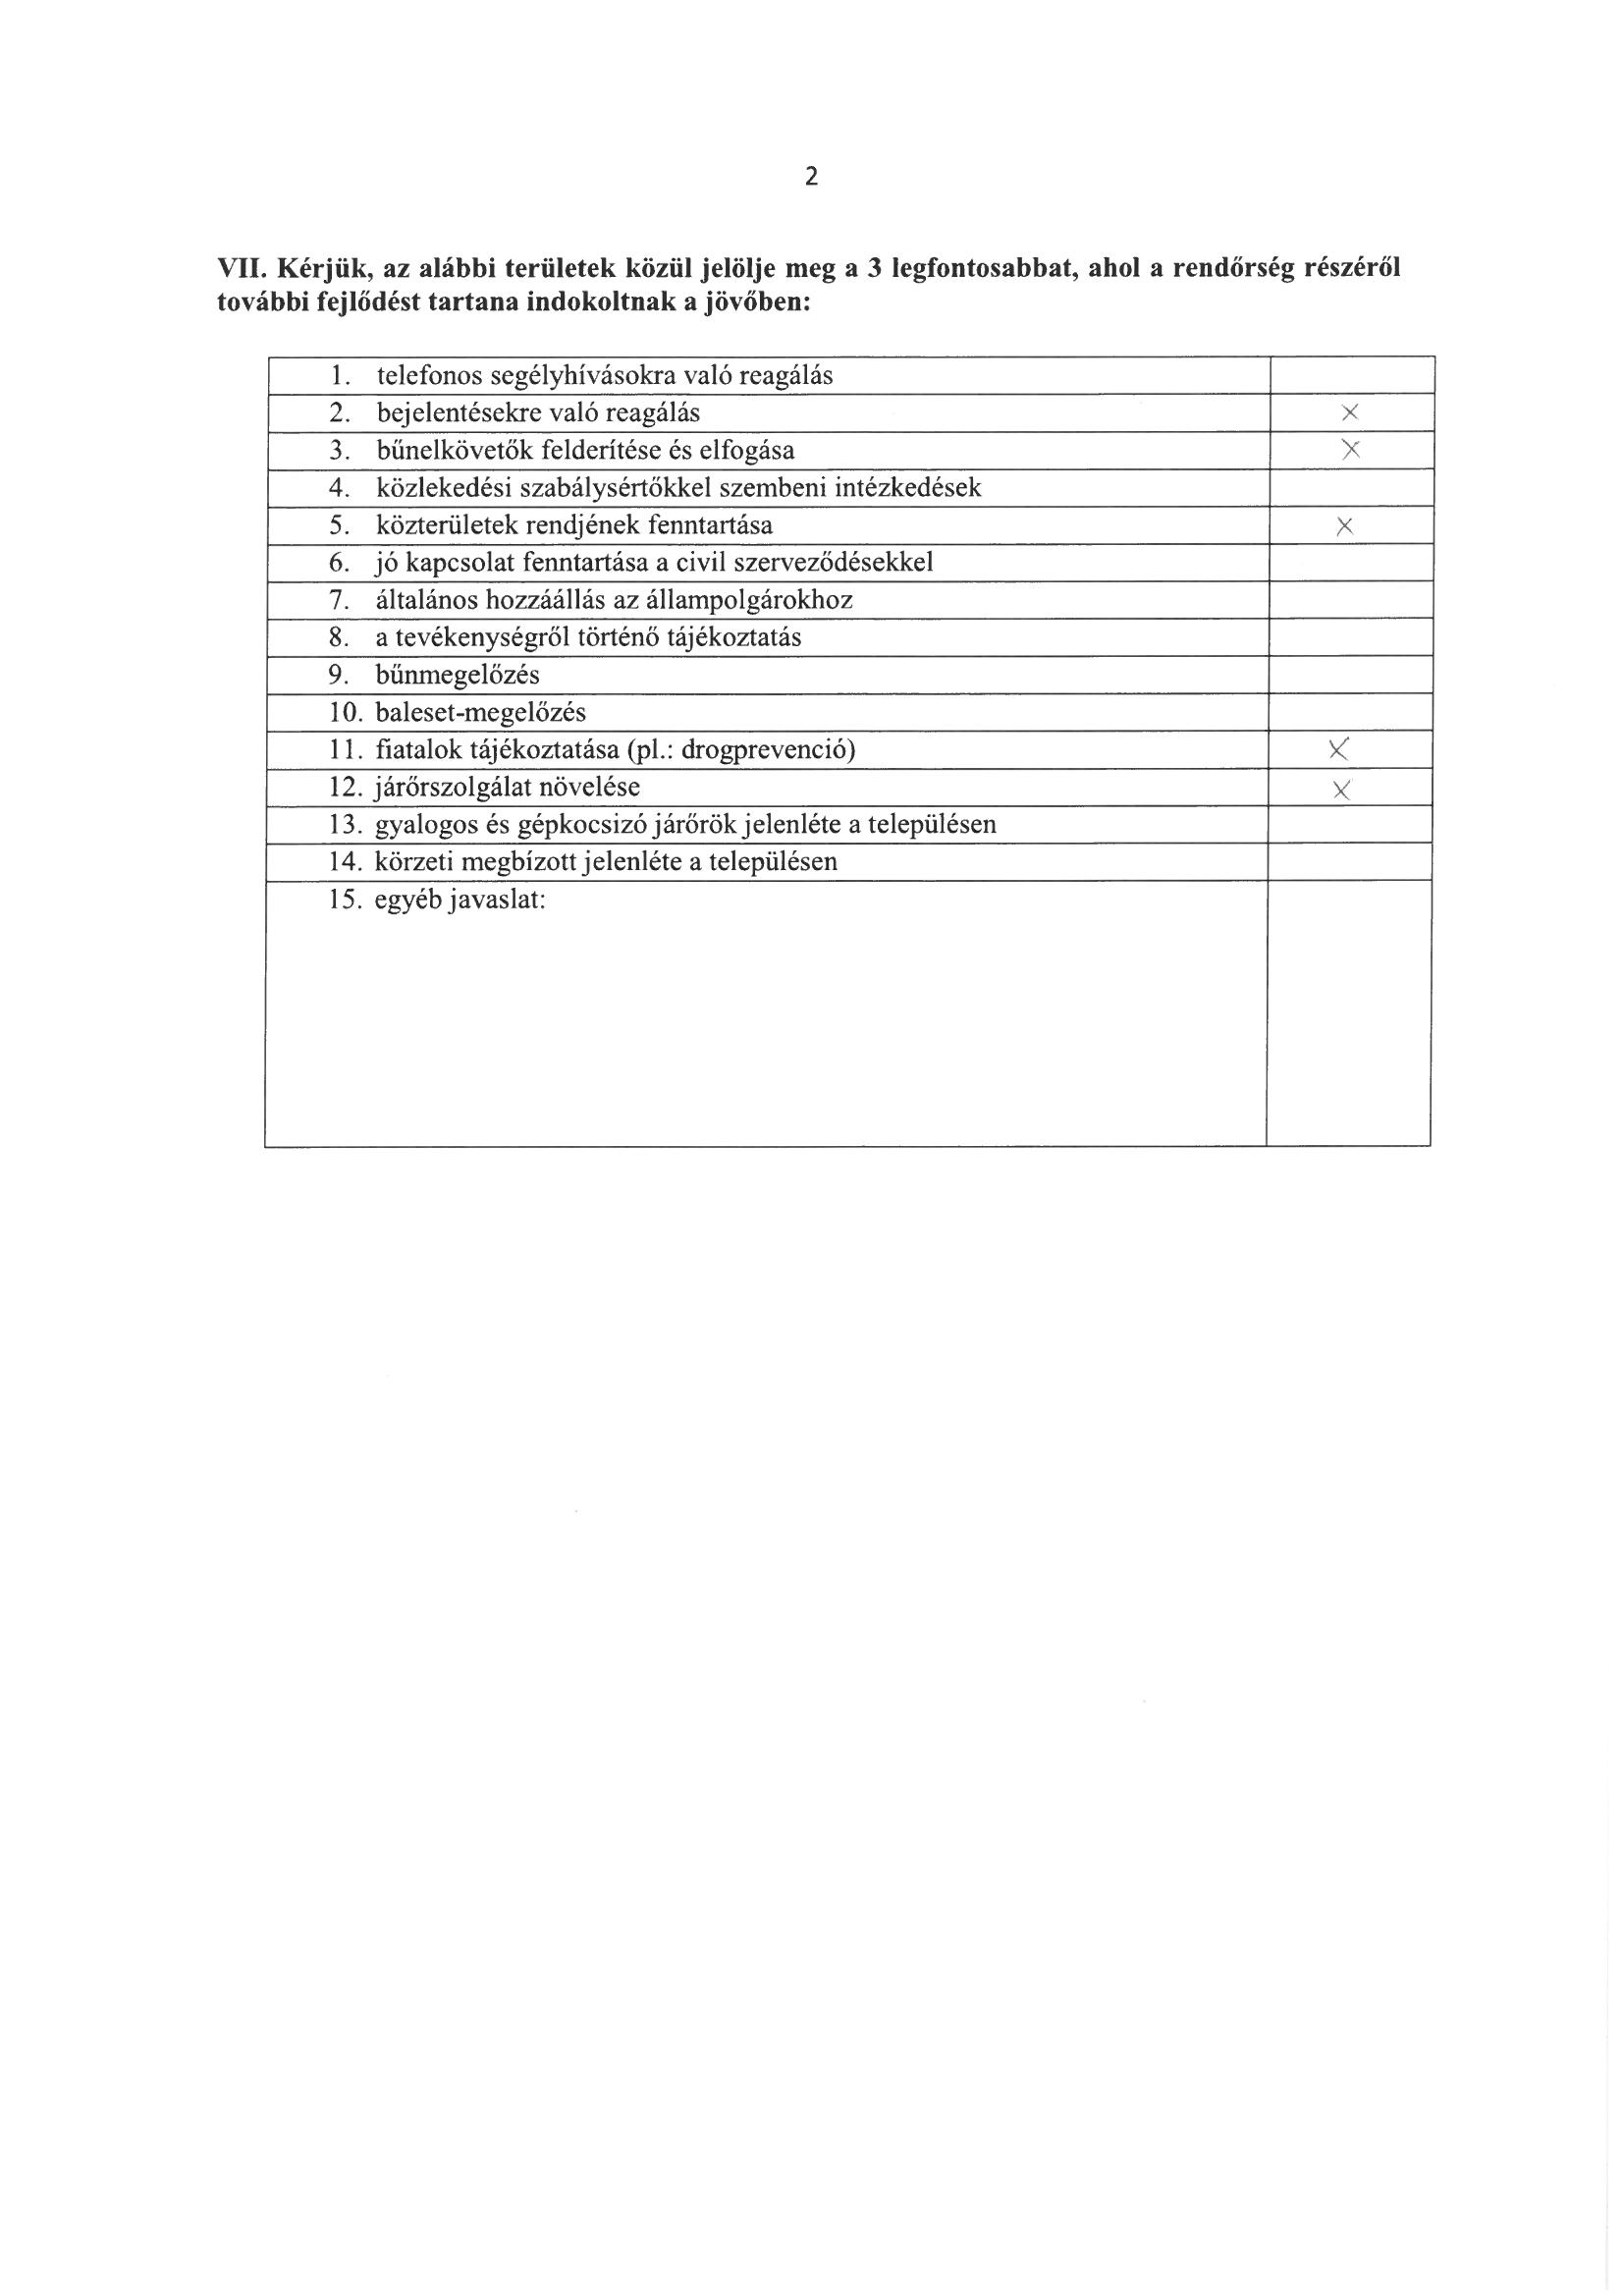 2
VII. Kérjük, az alábbi területek közül jelölje meg a 3 legfontosabbat, ahol a rendőrség részéről
további fejlődést tartana indokoltnak a jövőben:
1. telefonos segélyhívásokra való reagálás
2. bejelentésekre való reagálás X
3. bűnelkövetők felderítése és elfogása X
4. közlekedési szabálysértőkkel szembeni intézkedések
5. közterületek rendjének fenntartása X
6. jó kapcsolat fenntartása a civil szerveződésekkel
7. általános hozzáállás az állampolgárokhoz
8. a tevékenységről történő tájékoztatás
9. bűnmegelőzés
10. baleset-megelőzés
11. fiatalok tájékoztatása (pl.: drogprevenció) X
12. járőrszolgálat növelése X
13. gyalogos és gépkocsizó járőrök jelenléte a településen
14. körzeti megbízott jelenléte a településen
15. egyéb javaslat: